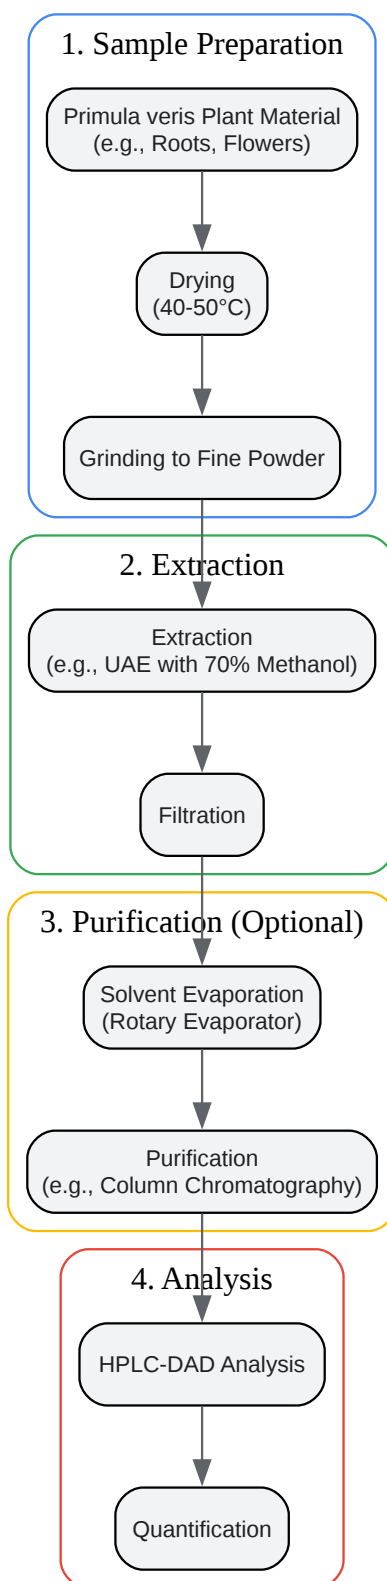 1. Sample Preparation
Primula veris Plant Material
(e.g., Roots, Flowers)
Drying
(40-50°C)
Grinding to Fine Powder
2. Extraction
Extraction
(e.g., UAE with 70% Methanol)
Filtration
3. Purification (Optional)
Solvent Evaporation
(Rotary Evaporator)
Purification
(e.g., Column Chromatography)
4. Analysis
HPLC-DAD Analysis
Quantification